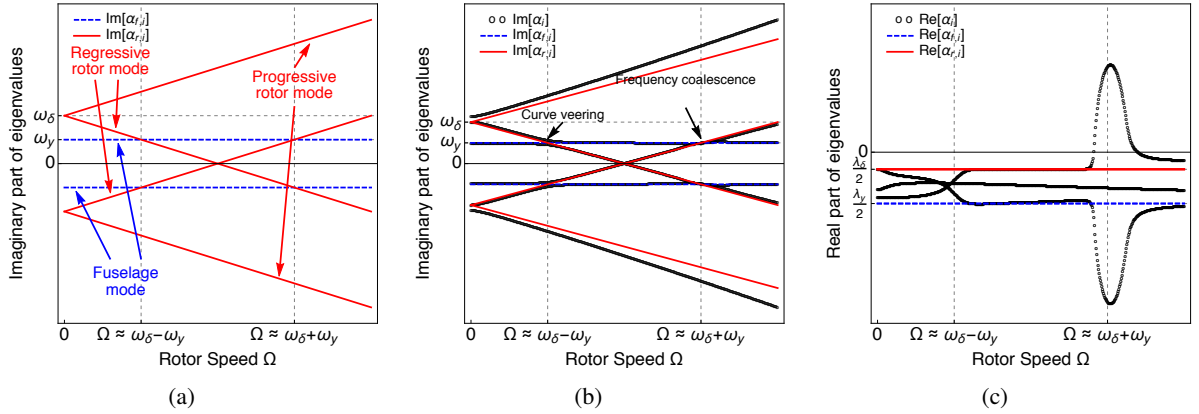 Im[α_{f,i}]
Im[α_{r,i}]
Regressive
rotor mode
Progressive
rotor mode
Fuselage
mode
ω_δ
ω_y
0
Imaginary part of eigenvalues
0
Ω ≈ ω_δ-ω_y
Ω ≈ ω_δ+ω_y
Rotor Speed Ω
(a)
Im[α_i]
Im[α_{f,i}]
Im[α_{r,i}]
Frequency coalescence
Curve veering
ω_δ
ω_y
0
Imaginary part of eigenvalues
0
Ω ≈ ω_δ-ω_y
Ω ≈ ω_δ+ω_y
Rotor Speed Ω
(b)
Re[α_i]
Re[α_{f,i}]
Re[α_{r,i}]
0
λ_δ
2
λ_y
2
Real part of eigenvalues
0
Ω ≈ ω_δ-ω_y
Ω ≈ ω_δ+ω_y
Rotor Speed Ω
(c)